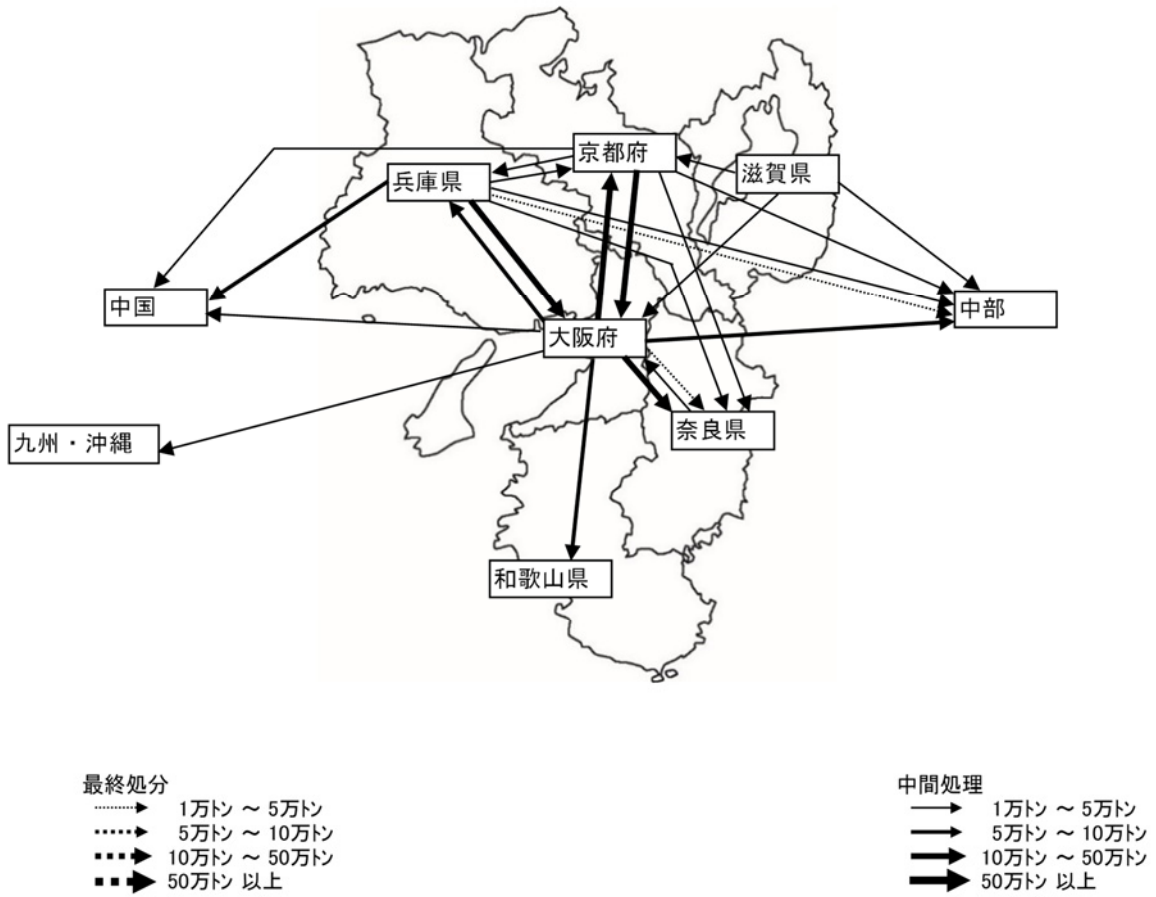 京都府
滋賀県
兵庫県
中国
中部
大阪府
奈良県
九州・沖縄
和歌山県
最終処分
1万トン ～ 5万トン
5万トン ～ 10万トン
10万トン ～ 50万トン
50万トン 以上
中間処理
1万トン ～ 5万トン
5万トン ～ 10万トン
10万トン ～ 50万トン
50万トン 以上